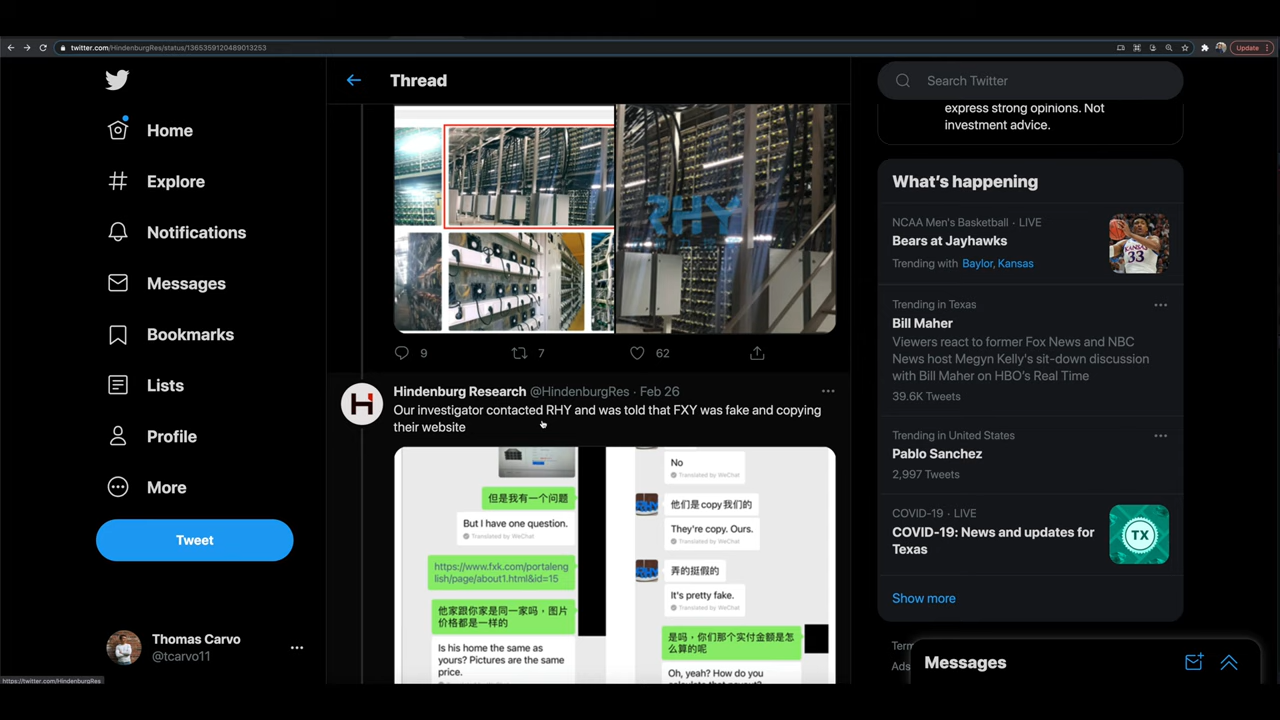 twitter.com/HindenburgRes/status/1365359120489013253
Update
Home
Explore
Notifications
Messages
Bookmarks
Lists
Profile
More
Tweet
Thomas Carvo
@tcarvo11
https://twitter.com/HindenburgRes
Thread
RHY
9
7
62
Hindenburg Research @HindenburgRes · Feb 26
Our investigator contacted RHY and was told that FXY was fake and copying
their website
但是我有一个问题
But I have one question.
Translated by WeChat
https://www.fxk.com/portaleng
lish/page/about1.html&id=15
他家跟你家是同一家吗，图片
价格都是一样的
Is his home the same as
yours? Pictures are the same
price.
No
Translated by WeChat
他们是copy我们的
They're copy. Ours.
Translated by WeChat
弄的挺假的
It's pretty fake.
Translated by WeChat
是吗，你们那个实付金额是怎
么算的呢
Oh, yeah? How do you
Search Twitter
express strong opinions. Not
investment advice.
What's happening
NCAA Men's Basketball · LIVE
Bears at Jayhawks
Trending with Baylor, Kansas
KANSAS
33
Trending in Texas
Bill Maher
Viewers react to former Fox News and NBC
News host Megyn Kelly's sit-down discussion
with Bill Maher on HBO's Real Time
39.6K Tweets
Trending in United States
Pablo Sanchez
2,997 Tweets
COVID-19 · LIVE
COVID-19: News and updates for
Texas
TX
Show more
Messages